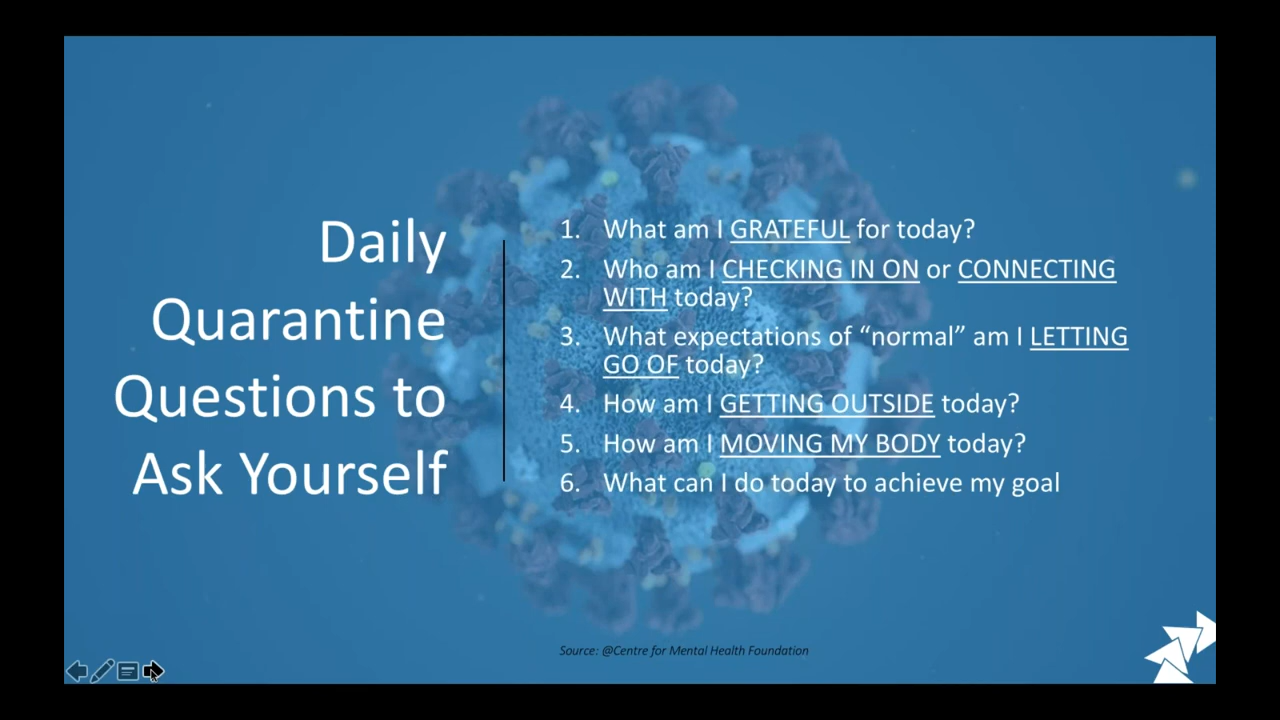 Daily
Quarantine
Questions to
Ask Yourself
1. What am I GRATEFUL for today?
2. Who am I CHECKING IN ON or CONNECTING
WITH today?
3. What expectations of “normal” am I LETTING
GO OF today?
4. How am I GETTING OUTSIDE today?
5. How am I MOVING MY BODY today?
6. What can I do today to achieve my goal
Source: @Centre for Mental Health Foundation